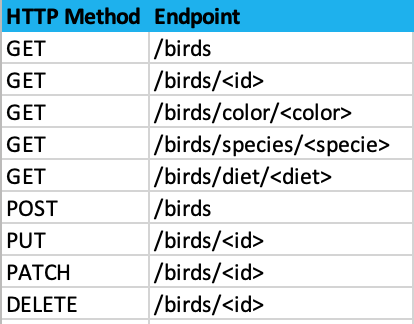 HTTP Method Endpoint
GET /birds
GET /birds/<id>
GET /birds/color/<color>
GET /birds/species/<specie>
GET /birds/diet/<diet>
POST /birds
PUT /birds/<id>
PATCH /birds/<id>
DELETE /birds/<id>